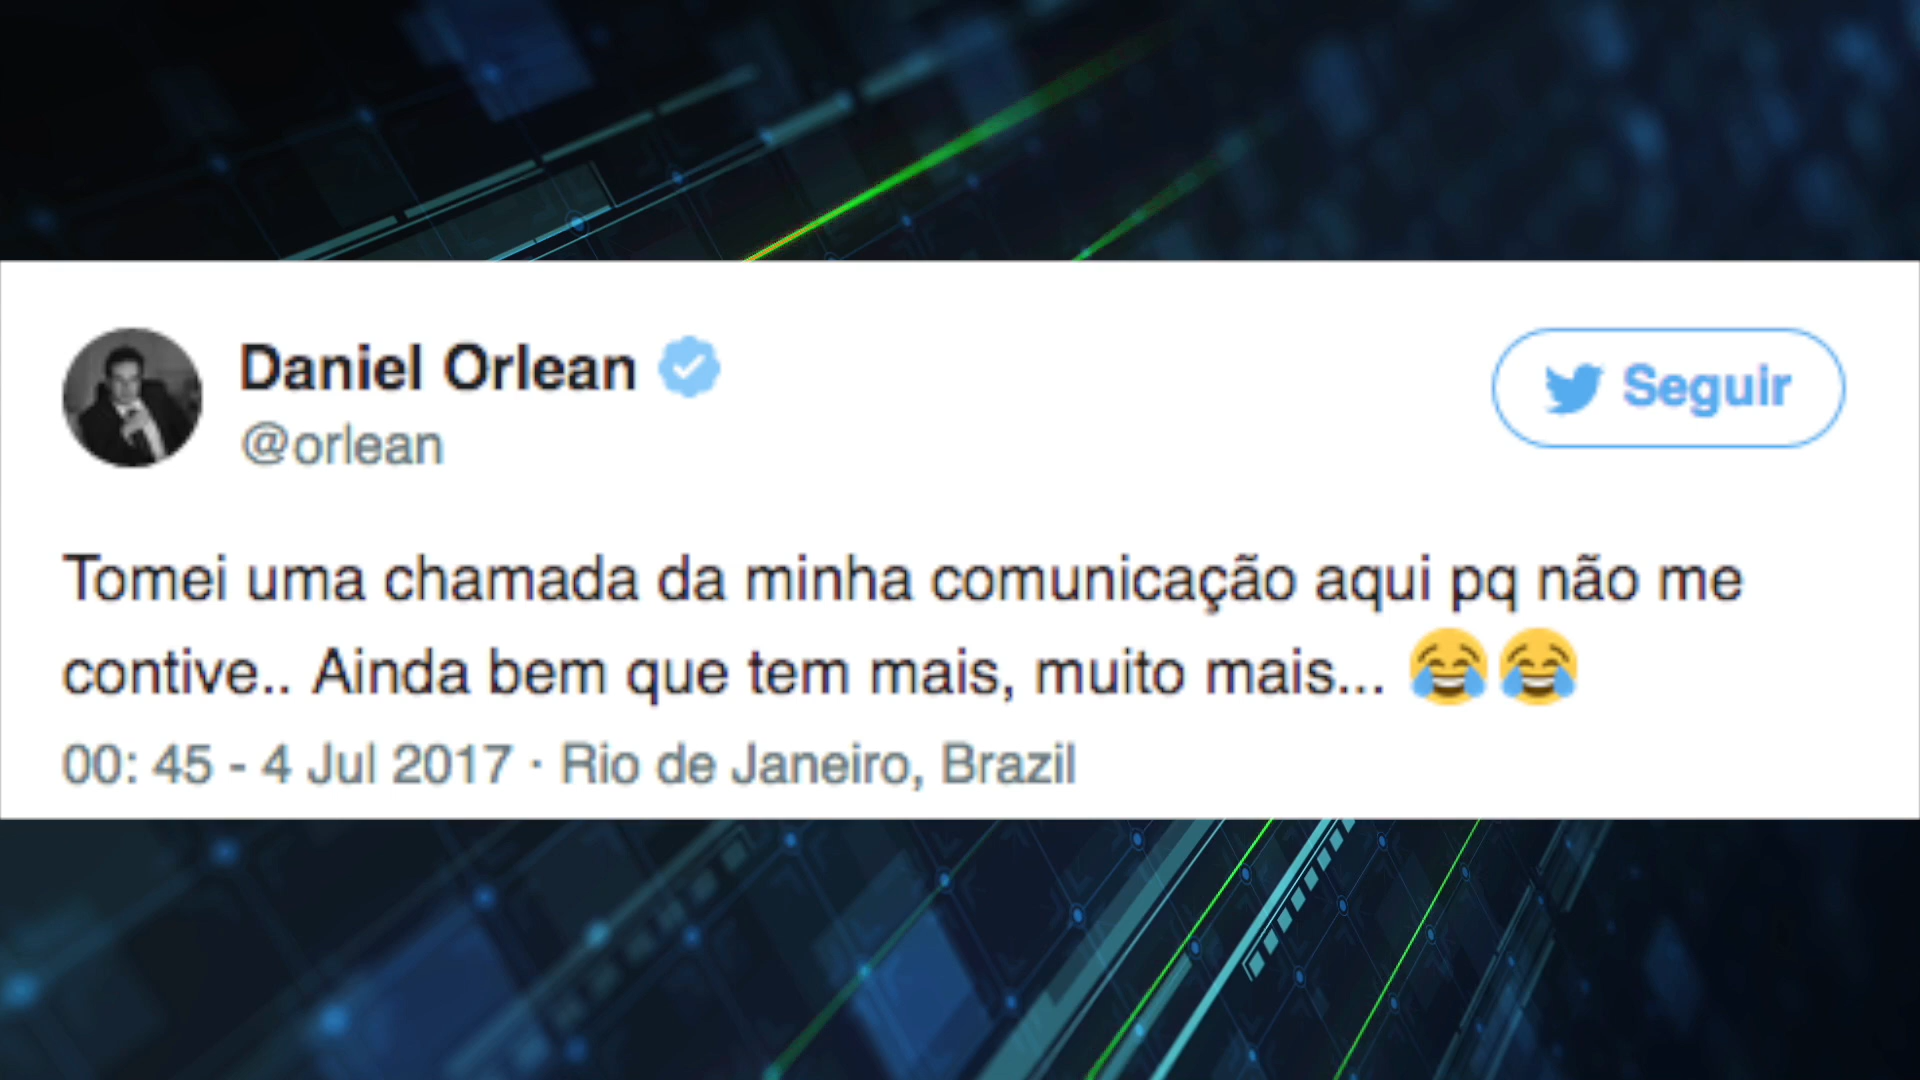 Daniel Orlean
@orlean
Seguir
Tomei uma chamada da minha comunicação aqui pq não me
contive.. Ainda bem que tem mais, muito mais... 😂😂
00: 45 - 4 Jul 2017 · Rio de Janeiro, Brazil